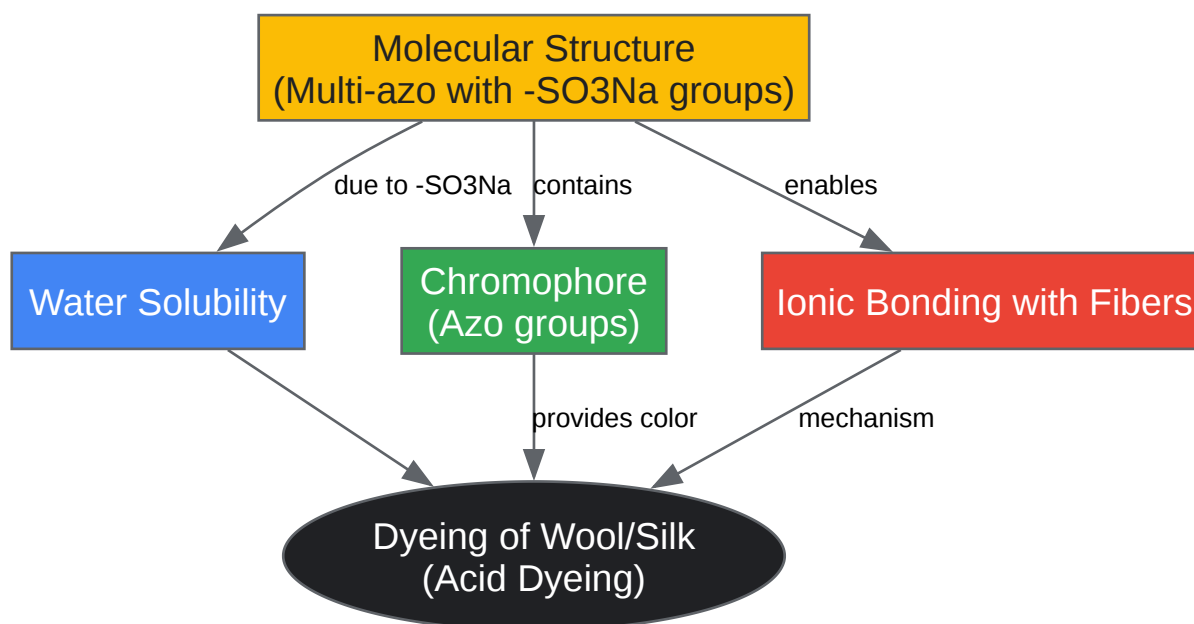 Molecular Structure
(Multi-azo with -SO3Na groups)
due to -SO3Na
contains
enables
Water Solubility
Chromophore
(Azo groups)
Ionic Bonding with Fibers
provides color
mechanism
Dyeing of Wool/Silk
(Acid Dyeing)